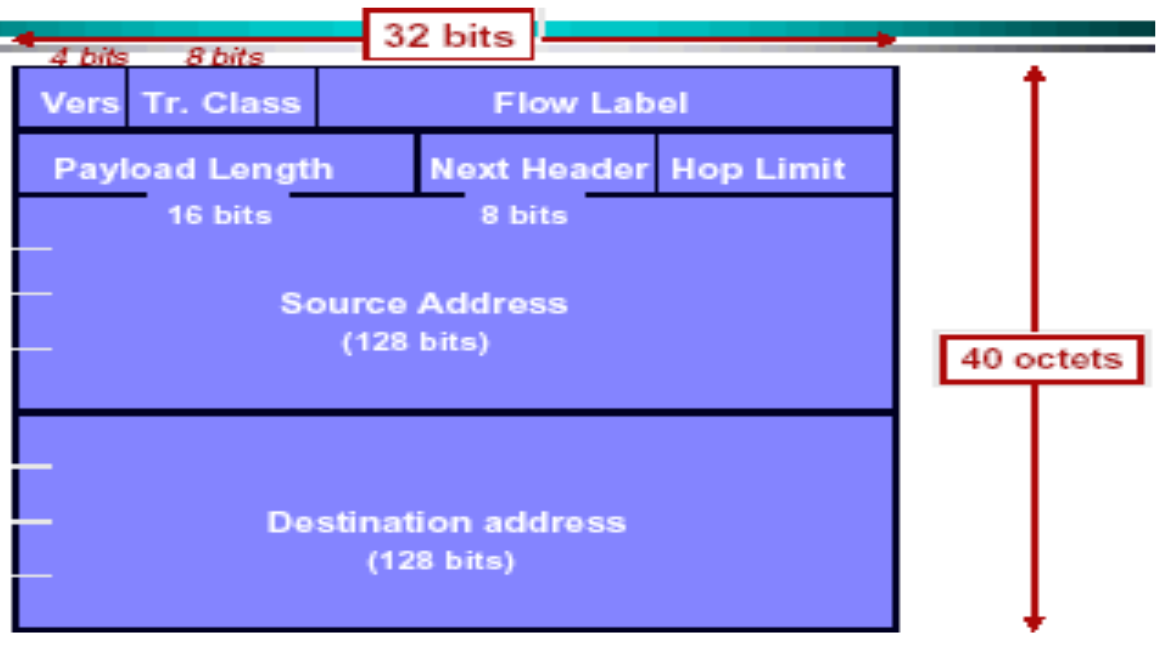 32 bits
4 bits 8 bits
Vers Tr. Class Flow Label
Payload Length Next Header Hop Limit
16 bits 8 bits
Source Address
(128 bits)
40 octets
Destination address
(128 bits)